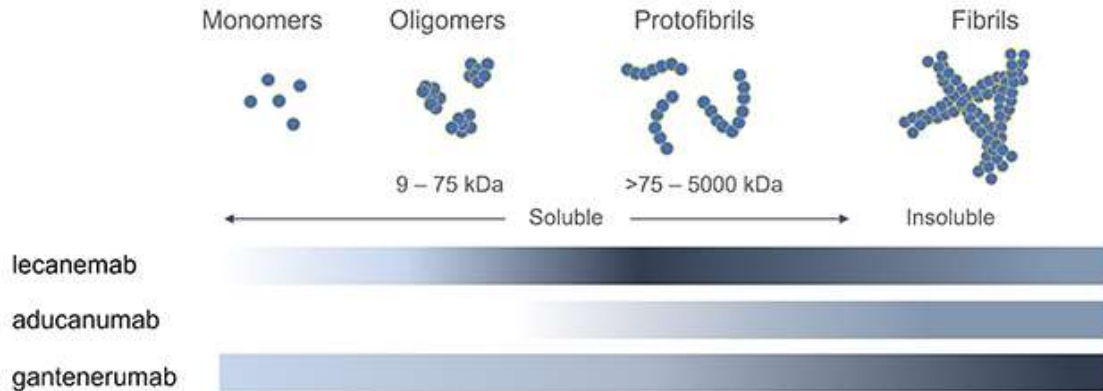 Monomers Oligomers Protofibrils Fibrils
9 – 75 kDa >75 – 5000 kDa
Soluble Insoluble
lecanemab
aducanumab
gantenerumab